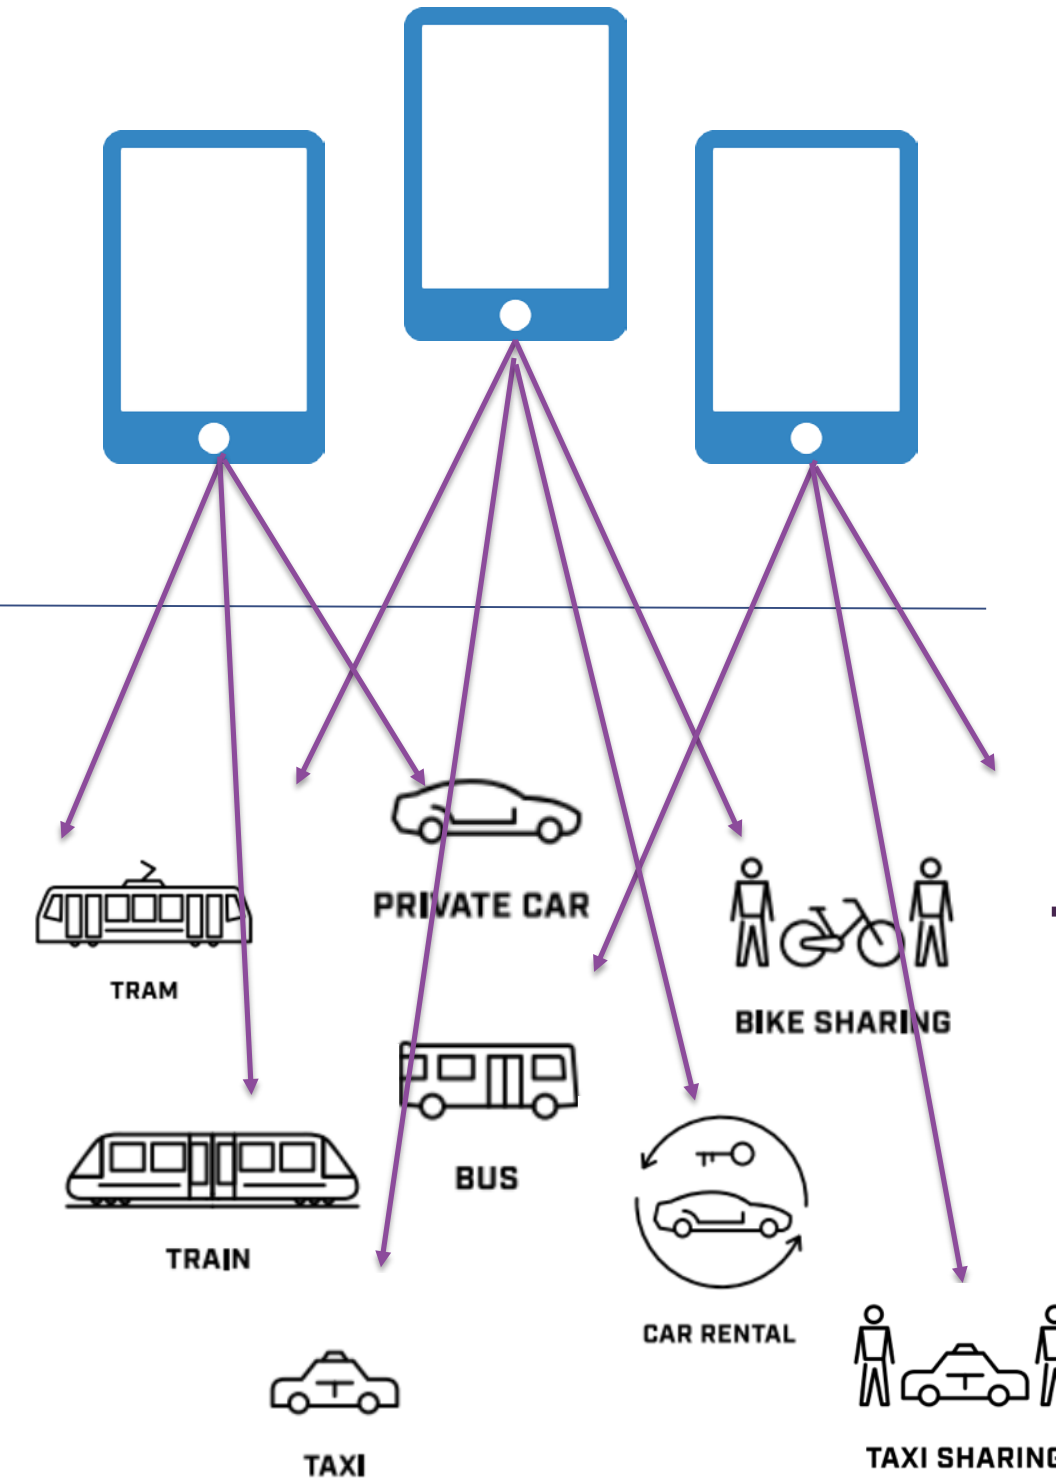 PRIVATE CAR
TRAM
BIKE SHARING
BUS
TRAIN
CAR RENTAL
TAXI
TAXI SHARING